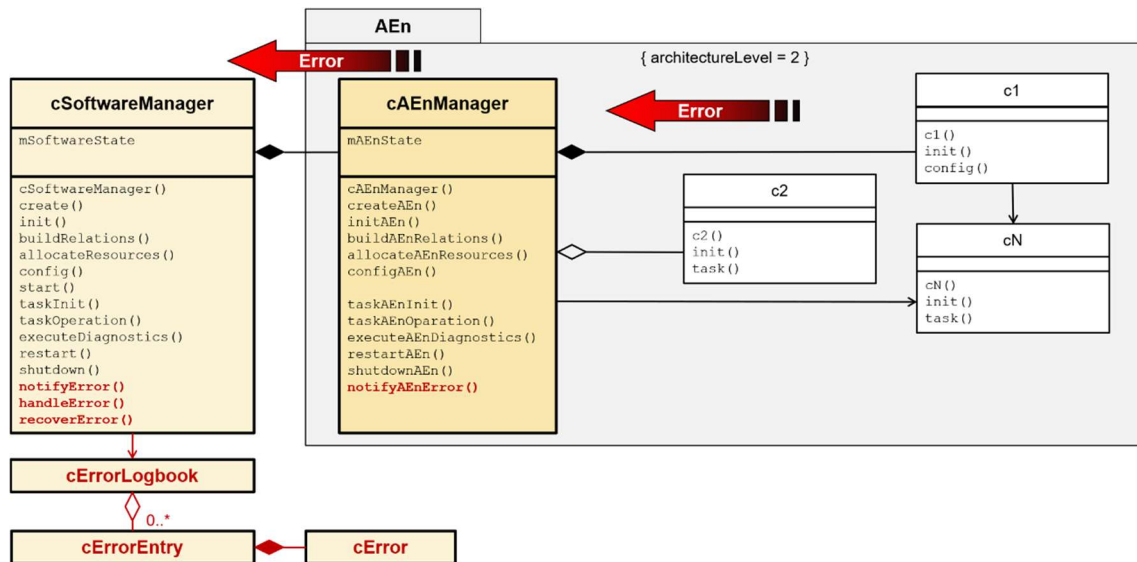 AEn
{ architectureLevel = 2 }
Error
Error
cSoftwareManager
mSoftwareState
cSoftwareManager()
create()
init()
buildRelations()
allocateResources()
config()
start()
taskInit()
taskOperation()
executeDiagnostics()
restart()
shutdown()
notifyError()
handleError()
recoverError()
cAEnManager
mAEnState
cAEnManager()
createAEn()
initAEn()
buildAEnRelations()
allocateAEnResources()
configAEn()
taskAEnInit()
taskAEnOparation()
executeAEnDiagnostics()
restartAEn()
shutdownAEn()
notifyAEnError()
c1
c1()
init()
config()
c2
c2()
init()
task()
cN
cN()
init()
task()
cErrorLogbook
0..*
cErrorEntry
cError